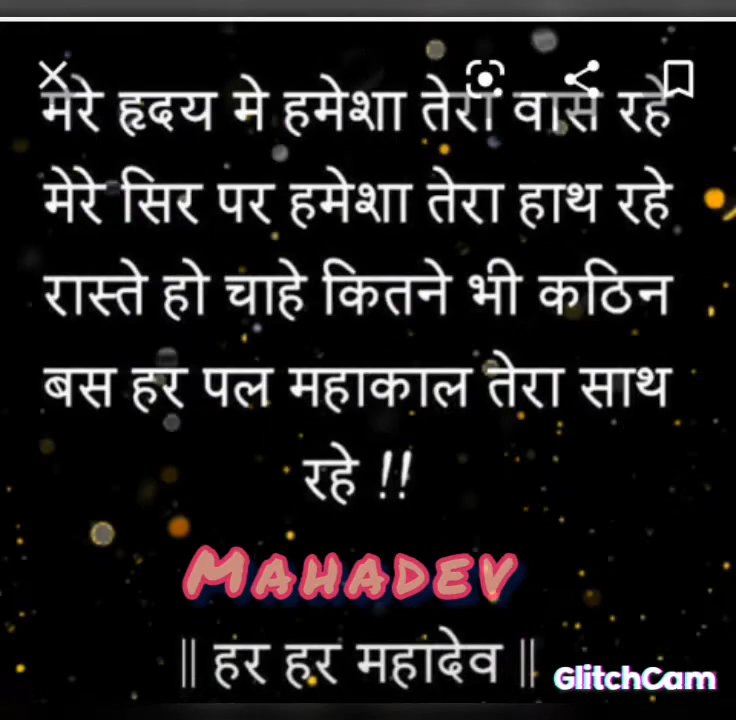 मेरे हृदय मे हमेशा तेरा वास रहे
मेरे सिर पर हमेशा तेरा हाथ रहे
रास्ते हो चाहे कितने भी कठिन
बस हर पल महाकाल तेरा साथ
रहे !!
MAHADEV
|| हर हर महादेव ||
GlitchCam